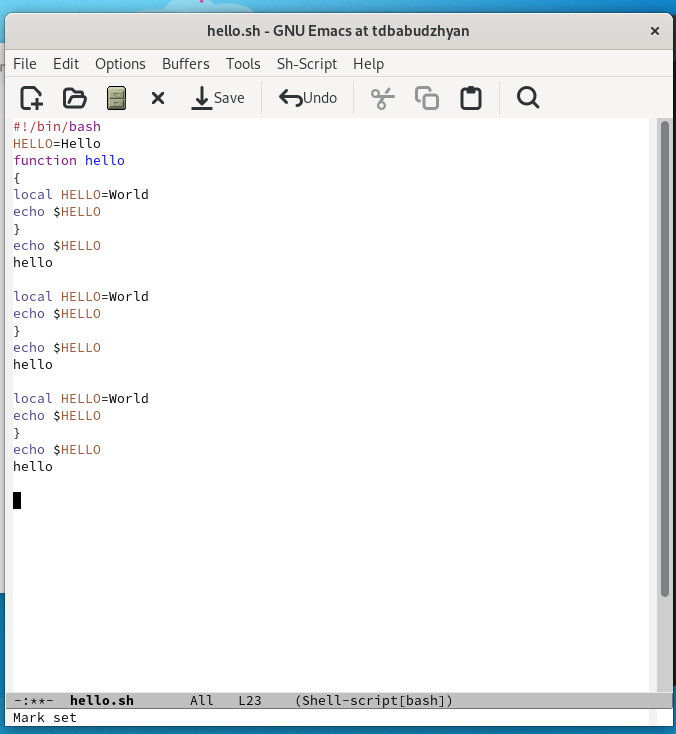 hello.sh - GNU Emacs at tdbabudzhyan
File Edit Options Buffers Tools Sh-Script Help
Save Undo
#!/bin/bash
HELLO=Hello
function hello
{
local HELLO=World
echo $HELLO
}
echo $HELLO
hello
local HELLO=World
echo $HELLO
}
echo $HELLO
hello
local HELLO=World
echo $HELLO
}
echo $HELLO
hello
-:**- hello.sh All L23 (Shell-script[bash])
Mark set